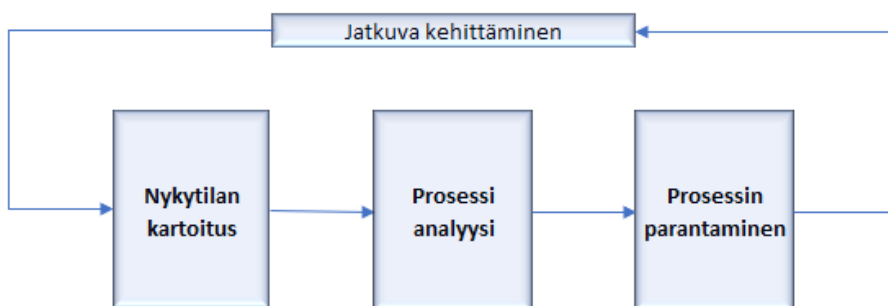 Jatkuva kehittäminen
Nykytilan
kartoitus
Prosessi
analyysi
Prosessin
parantaminen